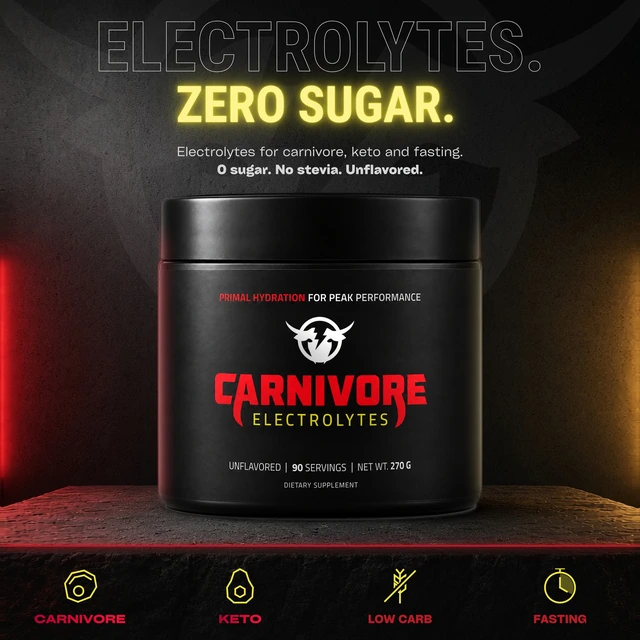 ELECTROLYTES.
ZERO SUGAR.
Electrolytes for carnivore, keto and fasting.
0 sugar. No stevia. Unflavored.
PRIMAL HYDRATION FOR PEAK PERFORMANCE
CARNIVORE
ELECTROLYTES
UNFLAVORED | 90 SERVINGS | NET WT. 270 G
DIETARY SUPPLEMENT
CARNIVORE
KETO
LOW CARB
FASTING